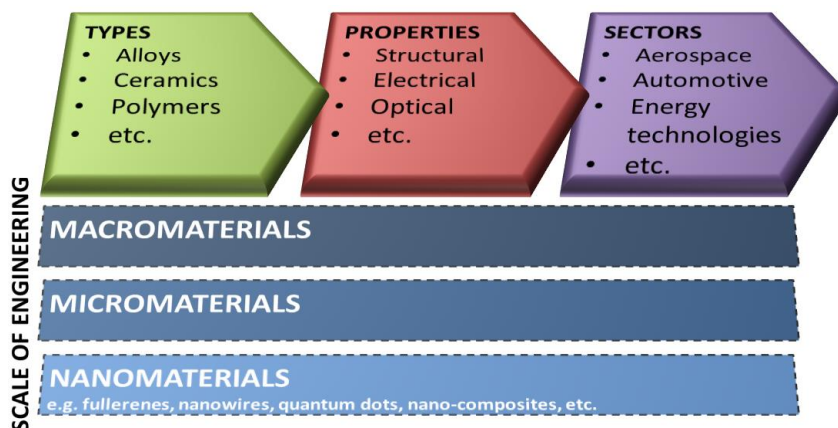 TYPES
• Alloys
• Ceramics
• Polymers
• etc.
PROPERTIES
• Structural
• Electrical
• Optical
• etc.
SECTORS
• Aerospace
• Automotive
• Energy
technologies
• etc.
SCALE OF ENGINEERING
MACROMATERIALS
MICROMATERIALS
NANOMATERIALS
e.g. fullerenes, nanowires, quantum dots, nano-composites, etc.